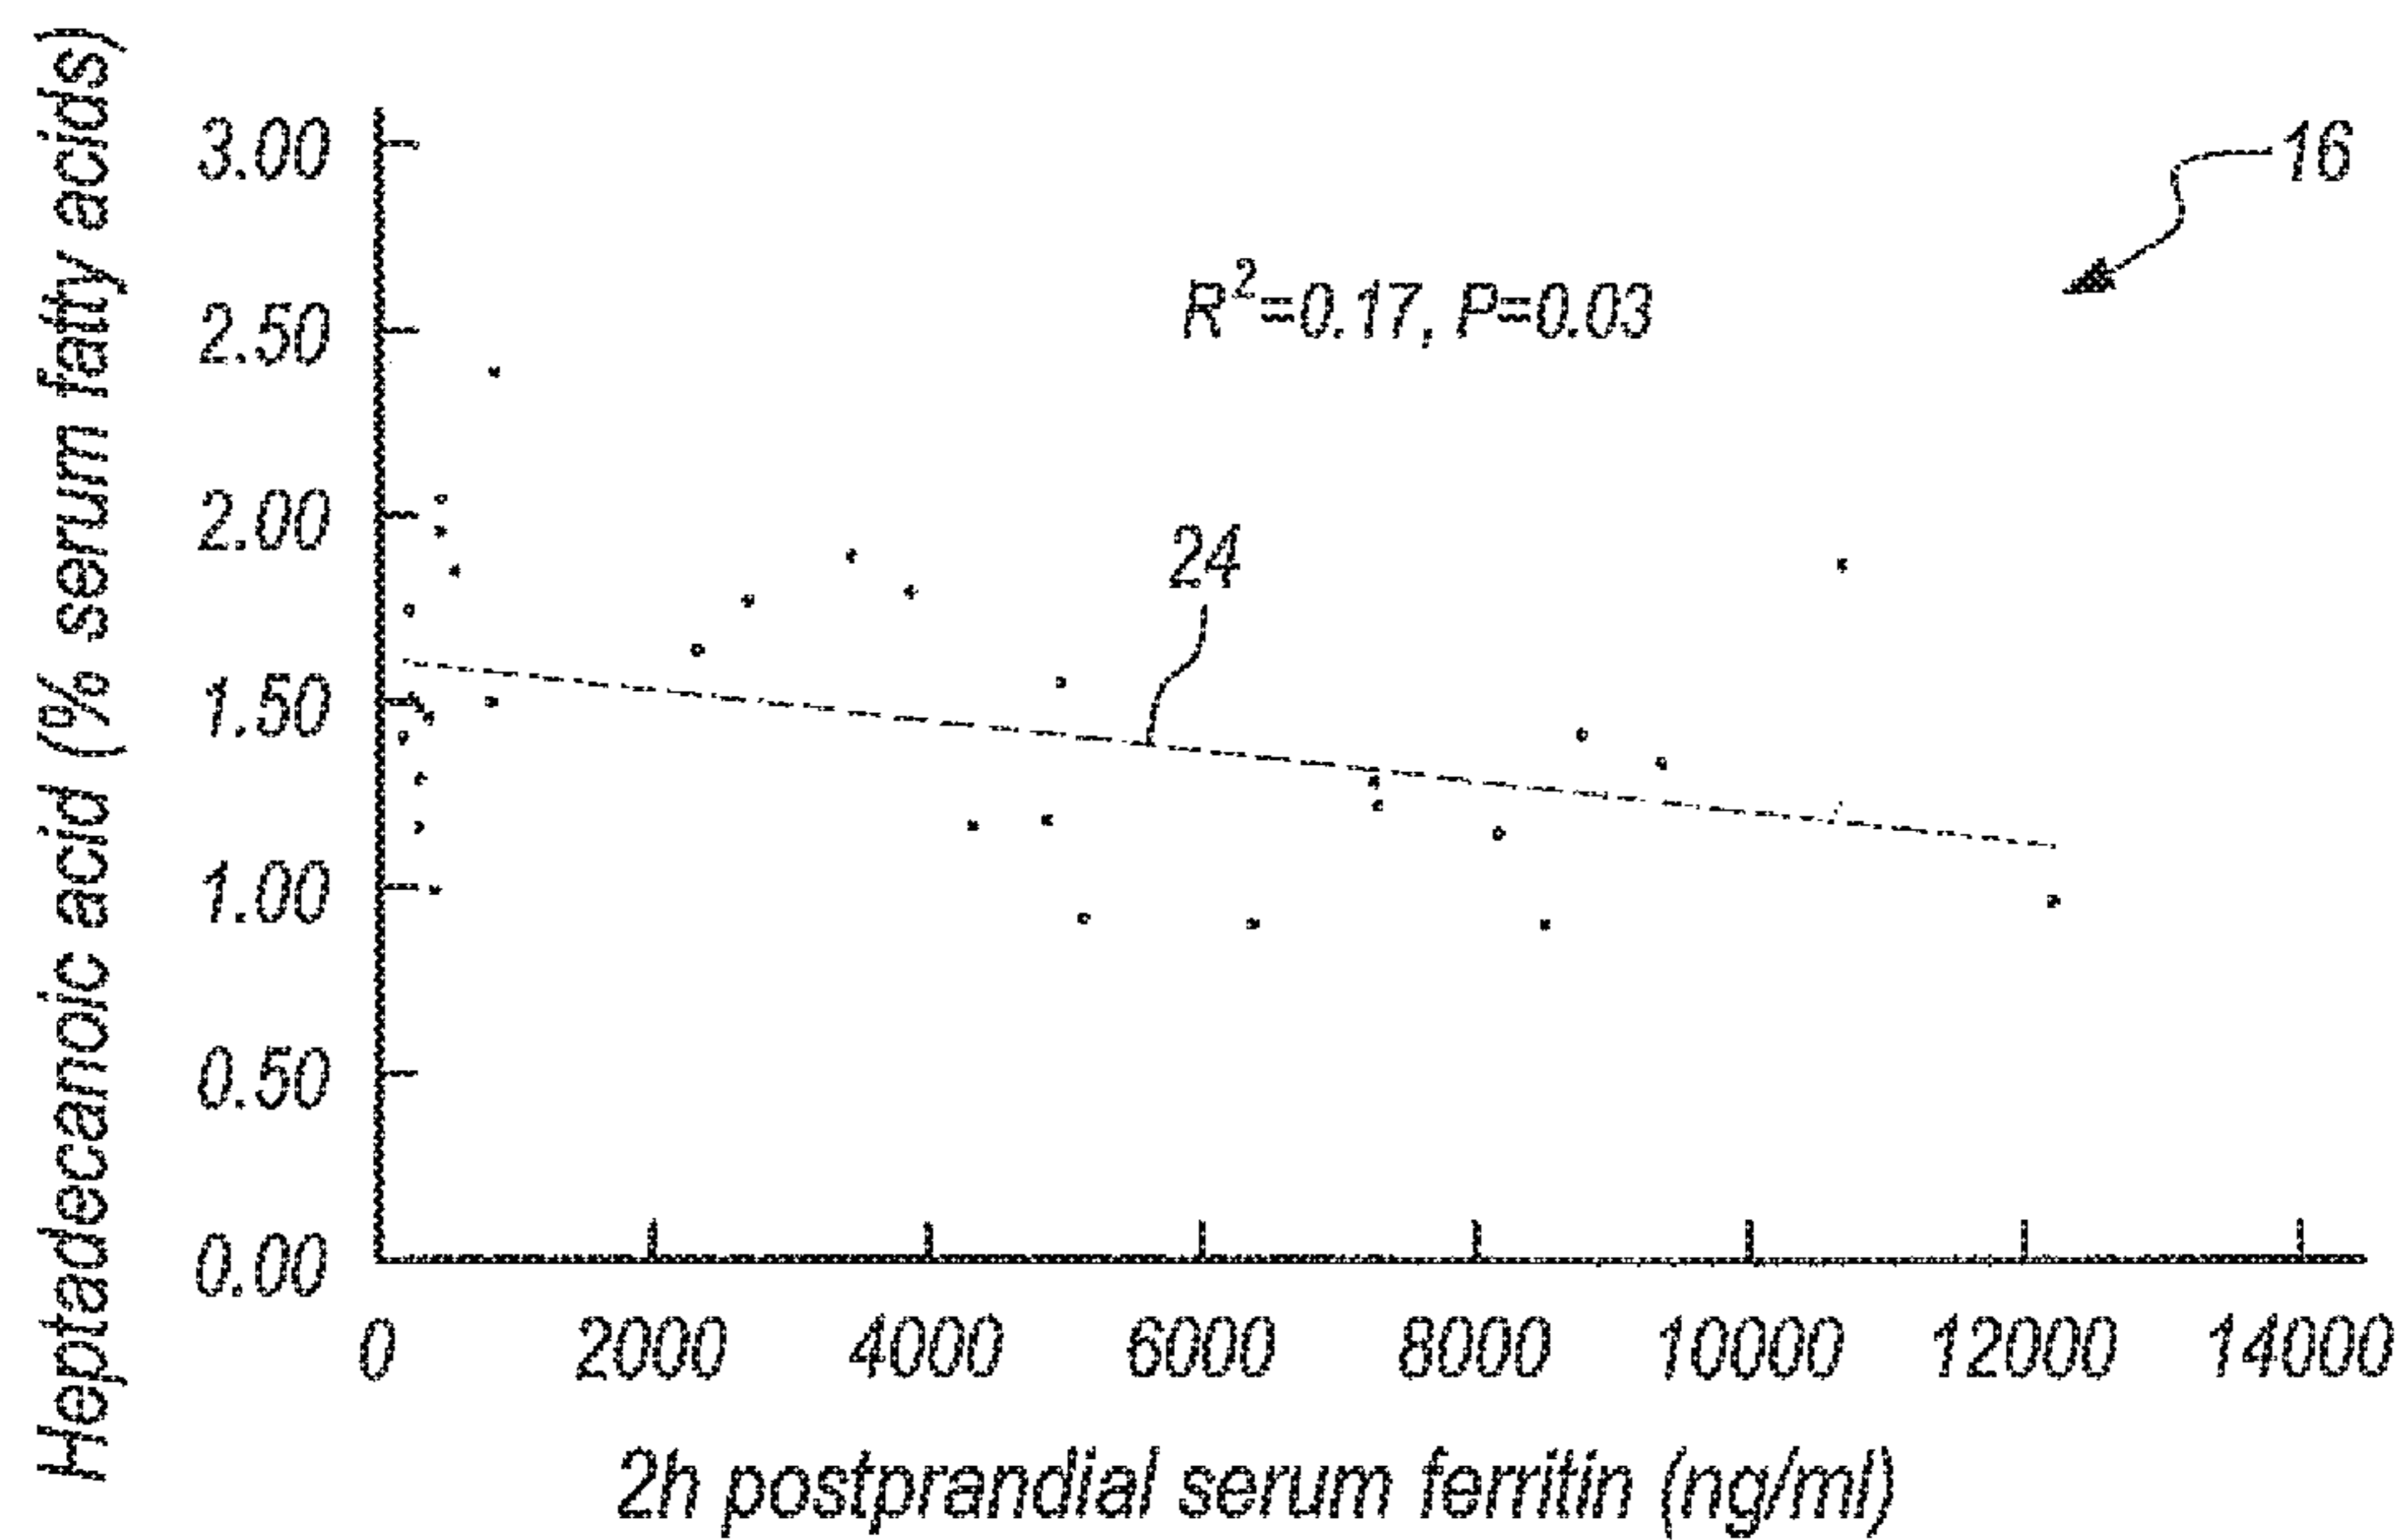 Heptadecanoic acid (% serum fatty acids)
3.00
2.50
2.00
1.50
1.00
0.50
0.00
16
R²=0.17, P=0.03
24
0 2000 4000 6000 8000 10000 12000 14000
2h postprandial serum ferritin (ng/ml)